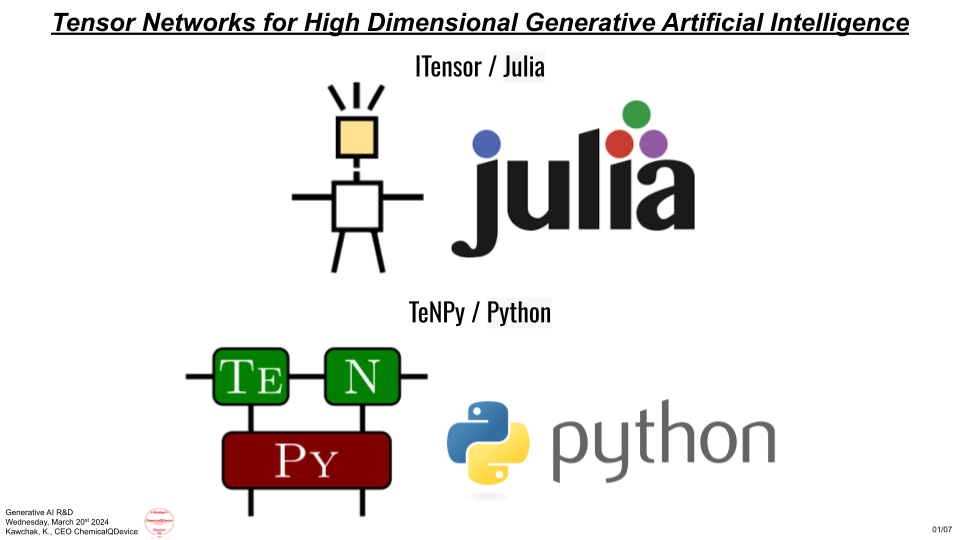 Tensor Networks for High Dimensional Generative Artificial Intelligence
ITensor / Julia
julia
TeNPy / Python
TE N
PY
python
Generative AI R&D
Wednesday, March 20st 2024
Kawchak, K., CEO ChemicalQDevice
ChemicalQDevice
01/07